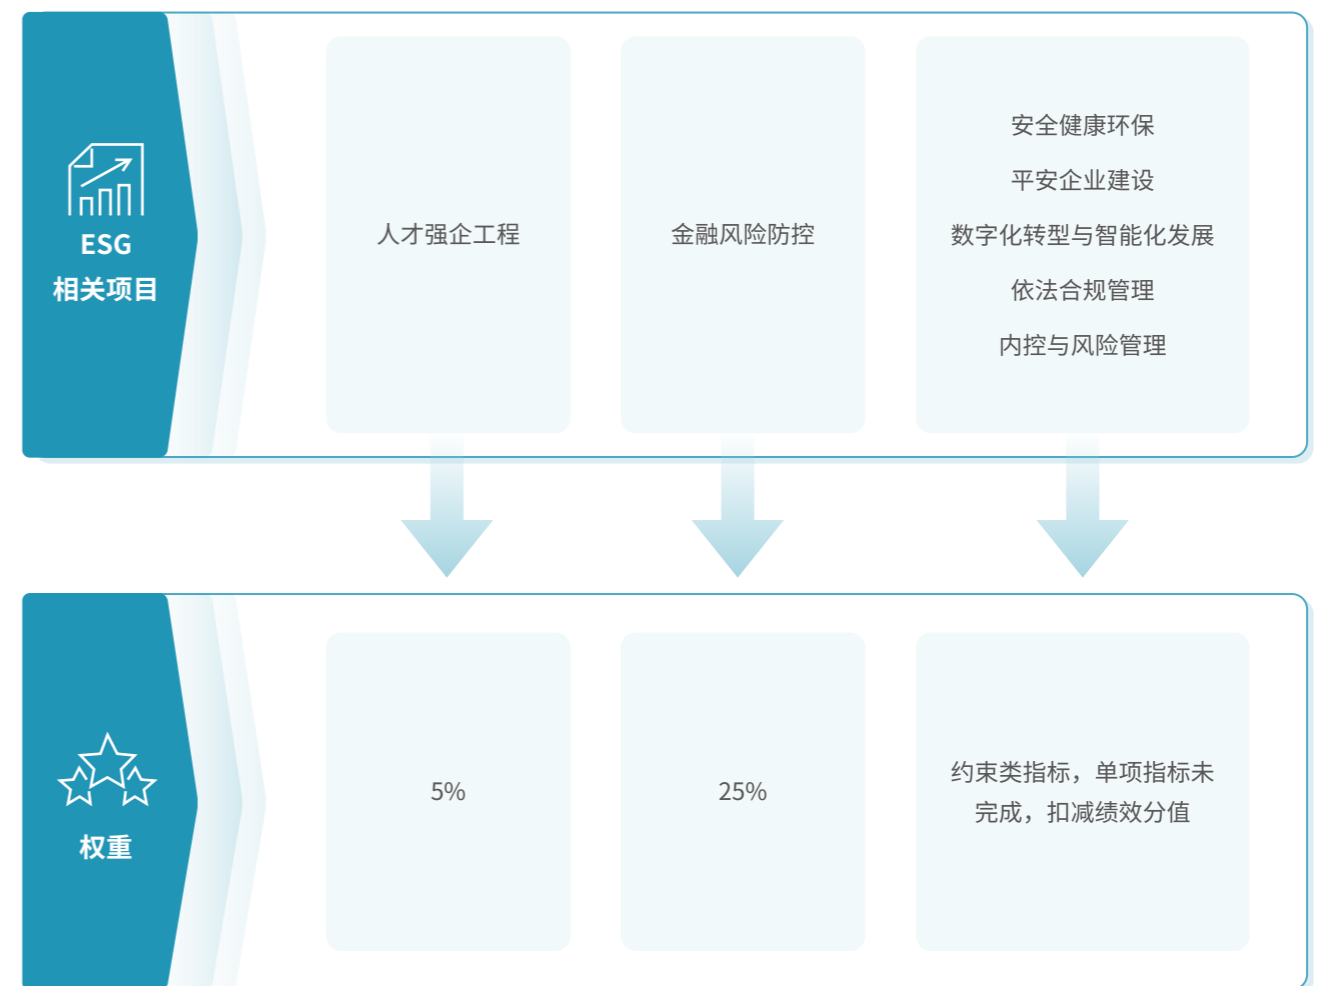 ESG
相关项目
人才强企工程
金融风险防控
安全健康环保
平安企业建设
数字化转型与智能化发展
依法合规管理
内控与风险管理
权重
5%
25%
约束类指标，单项指标未
完成，扣减绩效分值